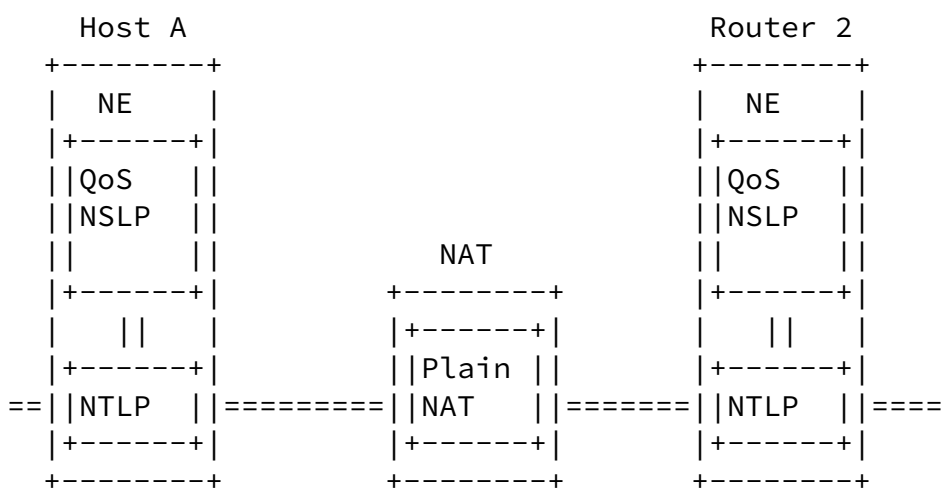 Host A                              Router 2
     +--------+                           +--------+
     |  NE    |                           |  NE    |
     |+------+|                           |+------+|
     ||QoS   ||                           ||QoS   ||
     ||NSLP  ||                           ||NSLP  ||
     ||      ||            NAT            ||      ||
     |+------+|         +--------+        |+------+|
     |   ||   |         |+------+|        |   ||   |
     |+------+|         ||Plain ||        |+------+|
   ==||NTLP  ||=========||NAT   ||=======||NTLP  ||====
     |+------+|         |+------+|        |+------+|
     +--------+         +--------+        +--------+